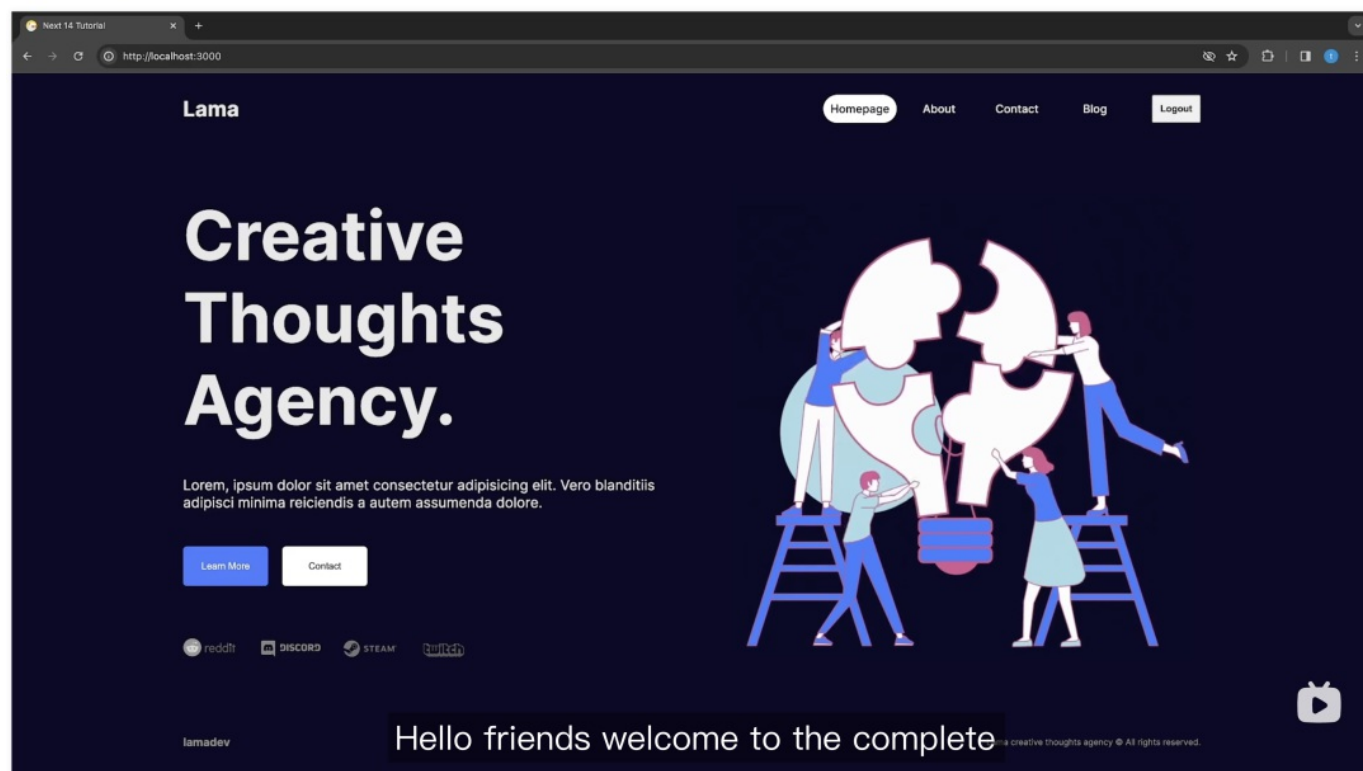 Next 14 Tutorial
http://localhost:3000
Lama
Homepage About Contact Blog Logout
Creative
Thoughts
Agency.
Lorem, ipsum dolor sit amet consectetur adipisicing elit. Vero blanditiis
adipisci minima reiciendis a autem assumenda dolore.
Learn More Contact
reddit DISCORD STEAM twitch
Hello friends welcome to the complete
lamadev creative thoughts agency © All rights reserved.